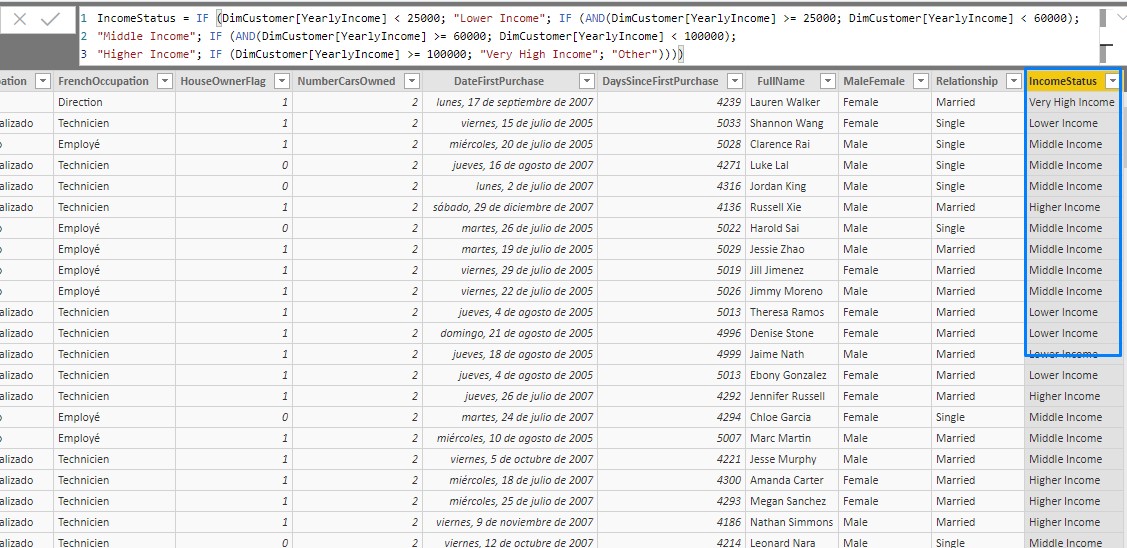 1 IncomeStatus = IF (DimCustomer[YearlyIncome] < 25000; "Lower Income"; IF (AND(DimCustomer[YearlyIncome] >= 25000; DimCustomer[YearlyIncome] < 60000);
2 "Middle Income"; IF (AND(DimCustomer[YearlyIncome] >= 60000; DimCustomer[YearlyIncome] < 100000);
3 "Higher Income"; IF (DimCustomer[YearlyIncome] >= 100000; "Very High Income"; "Other"))))
pation FrenchOccupation HouseOwnerFlag NumberCarsOwned DateFirstPurchase DaysSinceFirstPurchase FullName MaleFemale Relationship IncomeStatus
Direction 1 2 lunes, 17 de septiembre de 2007 4239 Lauren Walker Female Married Very High Income
alizado Technicien 1 2 viernes, 15 de julio de 2005 5033 Shannon Wang Female Single Lower Income
o Employé 1 2 miércoles, 20 de julio de 2005 5028 Clarence Rai Male Single Middle Income
alizado Technicien 0 2 jueves, 16 de agosto de 2007 4271 Luke Lal Male Single Middle Income
alizado Technicien 0 2 lunes, 2 de julio de 2007 4316 Jordan King Male Single Middle Income
alizado Technicien 1 2 sábado, 29 de diciembre de 2007 4136 Russell Xie Male Married Higher Income
o Employé 0 2 martes, 26 de julio de 2005 5022 Harold Sai Male Single Middle Income
o Employé 1 2 martes, 19 de julio de 2005 5029 Jessie Zhao Male Married Middle Income
o Employé 1 2 viernes, 29 de julio de 2005 5019 Jill Jimenez Female Married Middle Income
o Employé 1 2 viernes, 22 de julio de 2005 5026 Jimmy Moreno Male Married Middle Income
alizado Technicien 1 2 jueves, 4 de agosto de 2005 5013 Theresa Ramos Female Married Lower Income
alizado Technicien 1 2 domingo, 21 de agosto de 2005 4996 Denise Stone Female Married Lower Income
alizado Technicien 1 2 jueves, 18 de agosto de 2005 4999 Jaime Nath Male Married Lower Income
alizado Technicien 1 2 jueves, 4 de agosto de 2005 5013 Ebony Gonzalez Female Married Lower Income
alizado Technicien 1 2 jueves, 26 de julio de 2007 4292 Jennifer Russell Female Married Higher Income
o Employé 0 2 martes, 24 de julio de 2007 4294 Chloe Garcia Female Single Middle Income
o Employé 1 2 miércoles, 10 de agosto de 2005 5007 Marc Martin Male Married Middle Income
alizado Technicien 1 2 viernes, 5 de octubre de 2007 4221 Jesse Murphy Male Married Middle Income
alizado Technicien 1 2 miércoles, 18 de julio de 2007 4300 Amanda Carter Female Married Higher Income
alizado Technicien 1 2 miércoles, 25 de julio de 2007 4293 Megan Sanchez Female Married Higher Income
alizado Technicien 1 2 viernes, 9 de noviembre de 2007 4186 Nathan Simmons Male Married Higher Income
alizado Technicien 0 2 viernes, 12 de octubre de 2007 4214 Leonard Nara Male Single Middle Income